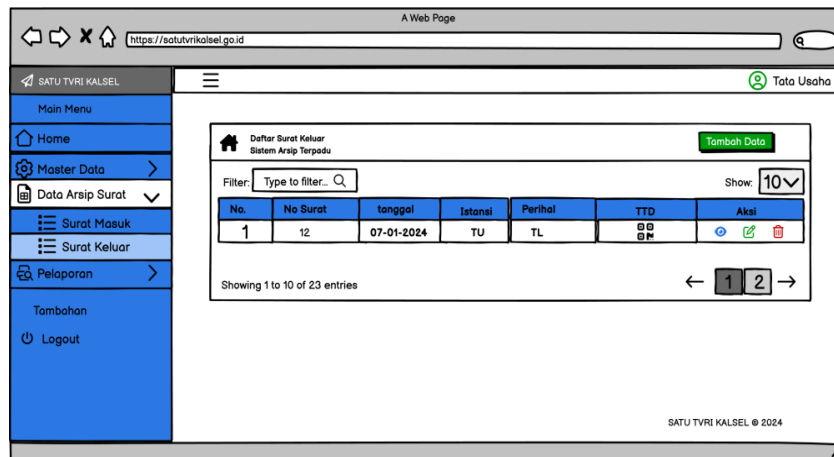 A Web Page
https://satutvrikalsel.go.id
SATU TVRI KALSEL
Tata Usaha
Main Menu
Home
Master Data
Data Arsip Surat
Surat Masuk
Surat Keluar
Pelaporan
Tambahan
Logout
Daftar Surat Keluar
Sistem Arsip Terpadu
Tambah Data
Filter: Type to filter... Show: 10
No. No Surat tanggal Istansi Perihal TTD Aksi
1 12 07-01-2024 TU TL
Showing 1 to 10 of 23 entries 1 2
SATU TVRI KALSEL © 2024